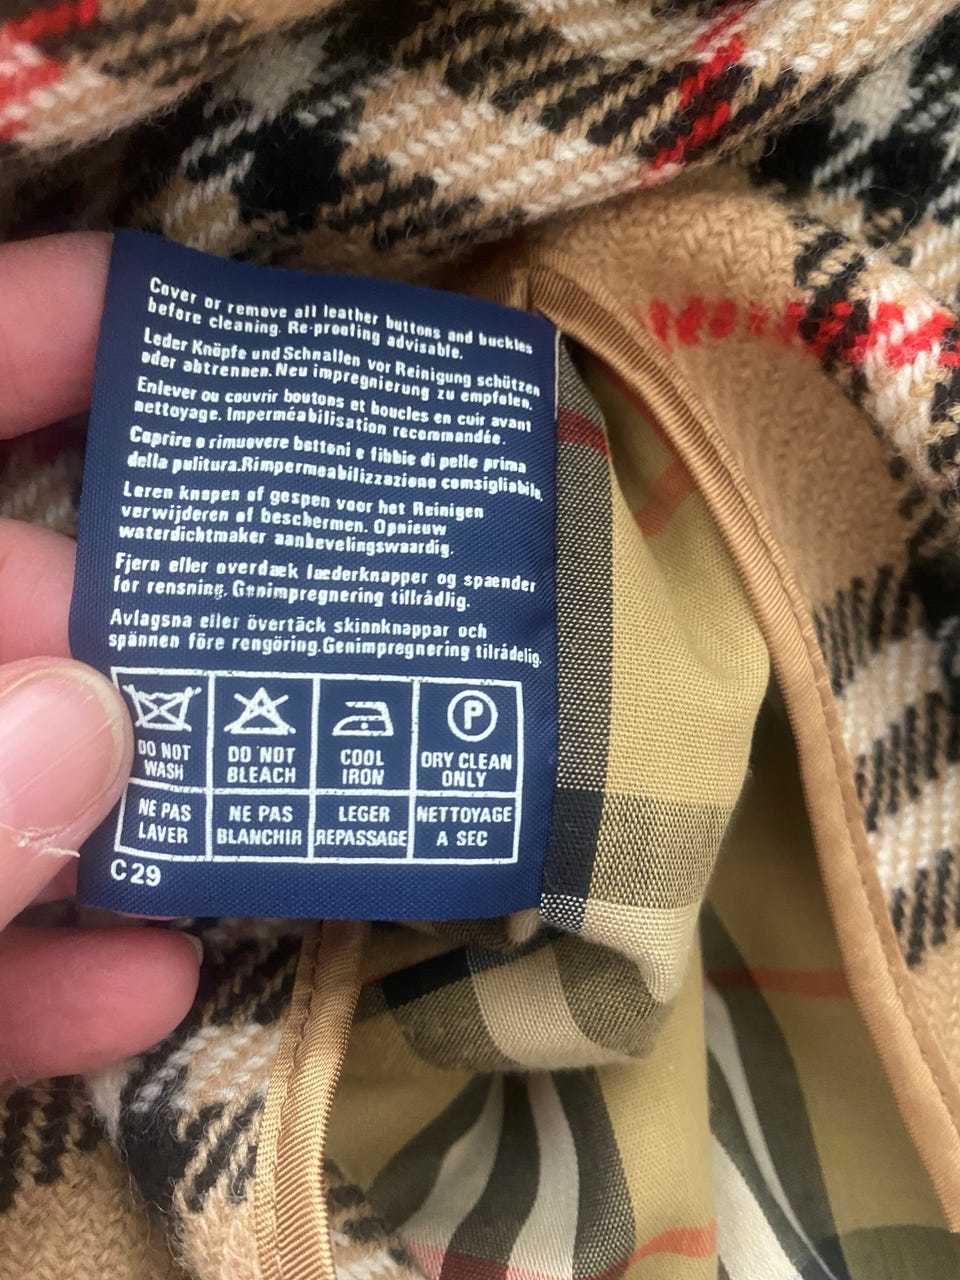 Cover or remove all leather buttons and buckles
before cleaning. Re-proofing advisable.
Leder Knöpfe und Schnallen vor Reinigung schützen
oder abtrennen. Neu impregnierung zu empfolen.
Enlever ou couvrir boutons et boucles en cuir avant
nettoyage. Imperméabilisation recommandée.
Coprire o rimuovere bottoni e fibbie di pelle prima
della pulitura. Rimpermeabilizzazione comsigliabile.
Leren knopen of gespen voor het Reinigen
verwijderen of beschermen. Opnieuw
waterdichtmaker aanbevelingswaardig.
Fjern eller overdæk læderknapper og spænder
for rensning. Genimpregnering tillrådlig.
Avlagsna eller övertäck skinnknappar och
spännen före rengöring. Genimpregnering tilrådelig.
P
DO NOT WASH
DO NOT BLEACH
COOL IRON
DRY CLEAN ONLY
NE PAS LAVER
NE PAS BLANCHIR
LEGER REPASSAGE
NETTOYAGE A SEC
C29